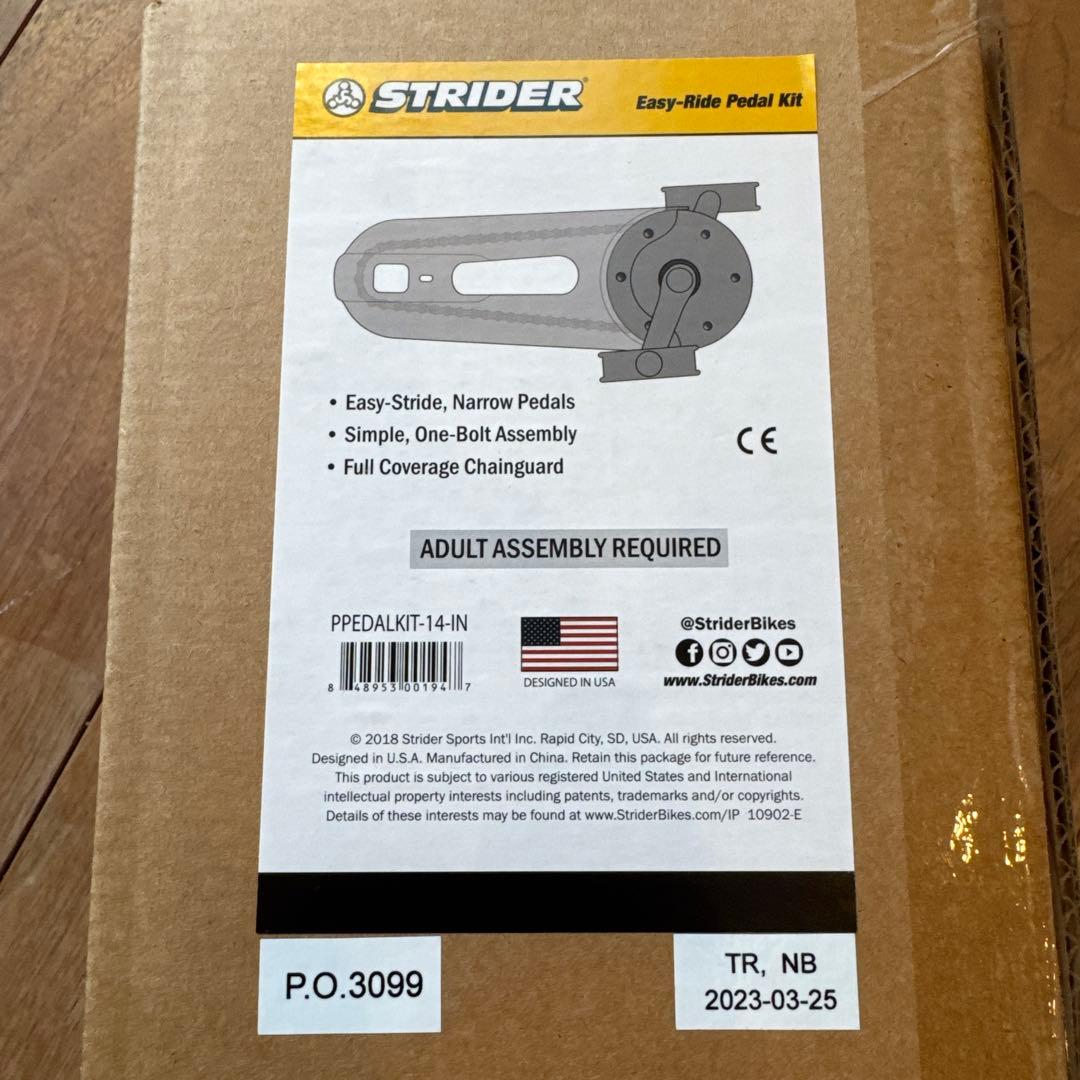 STRIDER®
Easy-Ride Pedal Kit
• Easy-Stride, Narrow Pedals
• Simple, One-Bolt Assembly
• Full Coverage Chainguard
CE
ADULT ASSEMBLY REQUIRED
PPEDALKIT-14-IN
8 48953 00194 7
DESIGNED IN USA
@StriderBikes
www.StriderBikes.com
© 2018 Strider Sports Int'l Inc. Rapid City, SD, USA. All rights reserved.
Designed in U.S.A. Manufactured in China. Retain this package for future reference.
This product is subject to various registered United States and International
intellectual property interests including patents, trademarks and/or copyrights.
Details of these interests may be found at www.StriderBikes.com/IP 10902-E
P.O.3099
TR, NB
2023-03-25